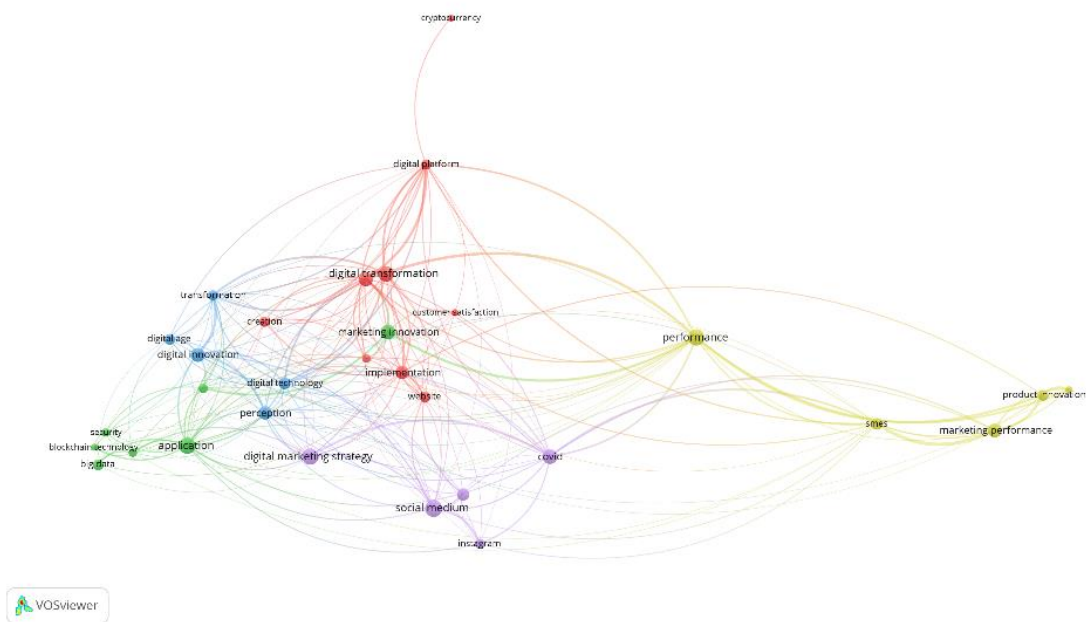 cryptocurrency
digital platform
digital transformation
transformation
creation
customer satisfaction
marketing innovation
performance
digital age
digital innovation
implementation
digital technology
website
product innovation
perception
smes
marketing performance
security
blockchain technology
application
big data
digital marketing strategy
covid
social medium
instagram
VOSviewer